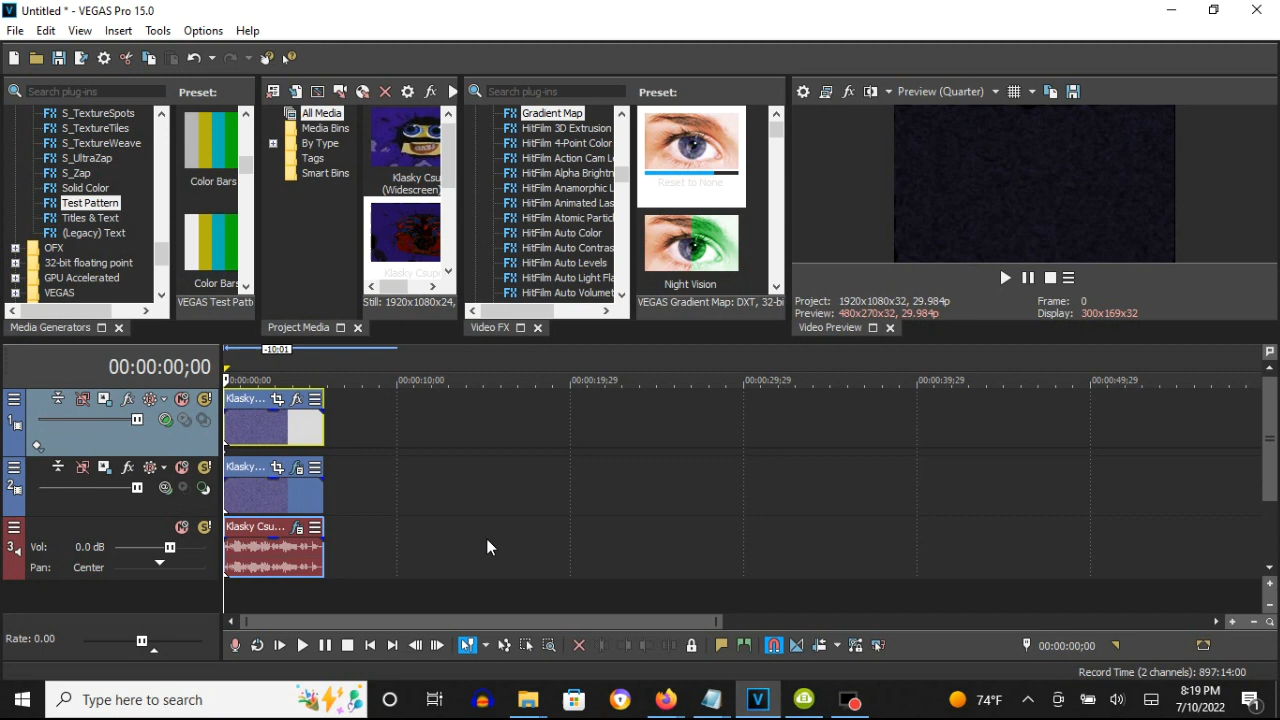 Untitled * - VEGAS Pro 15.0
File Edit View Insert Tools Options Help
Search plug-ins
Preset:
S_TextureSpots
S_TextureTiles
S_TextureWeave
S_UltraZap
S_Zap
Solid Color
Test Pattern
Titles & Text
(Legacy) Text
OFX
32-bit floating point
GPU Accelerated
VEGAS
Color Bars
Color Bars
VEGAS Test Patt
Media Generators
All Media
Media Bins
By Type
Tags
Smart Bins
Klasky Csu
(Widescreen)
Klasky Csupo
Still: 1920x1080x24,
Project Media
Search plug-ins
Preset:
Gradient Map
HitFilm 3D Extrusion
HitFilm 4-Point Color
HitFilm Action Cam Le
HitFilm Alpha Brightn
HitFilm Anamorphic L
HitFilm Animated Las
HitFilm Atomic Partic
HitFilm Auto Color
HitFilm Auto Contras
HitFilm Auto Levels
HitFilm Auto Light Fla
HitFilm Auto Volumet
Reset to None
Night Vision
VEGAS Gradient Map: DXT, 32-bi
Video FX
Preview (Quarter)
Project: 1920x1080x32, 29.984p
Preview: 480x270x32, 29.984p
Frame: 0
Display: 300x169x32
Video Preview
00:00:00;00
-10:01
00:00:00;00 00:00:10;00 00:00:19;29 00:00:29;29 00:00:39;29 00:00:49;29
1
Klasky...
2
Klasky...
3
Vol: 0.0 dB
Pan: Center
Klasky Csu...
Rate: 0.00
00:00:00;00
Record Time (2 channels): 897:14:00
Type here to search
74°F
8:19 PM
7/10/2022
1